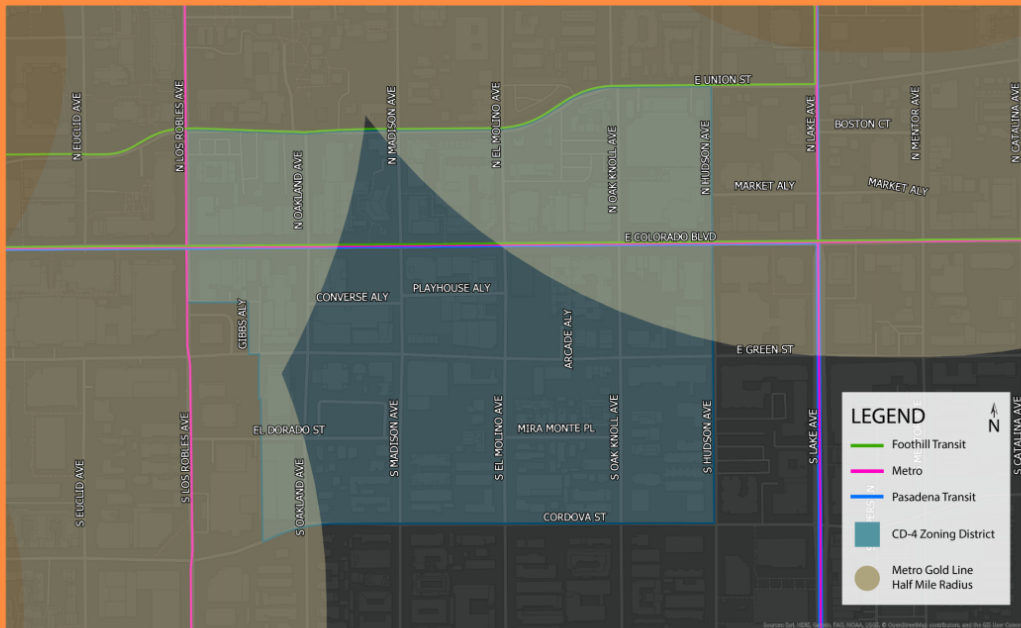 E UNION ST
N EUCLID AVE
N LOS ROBLES AVE
N MADISON AVE
N EL MOLINO AVE
N OAK KNOLL AVE
N HUDSON AVE
N LAKE AVE
BOSTON CT
N MENTOR AVE
N CATALINA AVE
N OAKLAND AVE
MARKET ALY
MARKET ALY
E COLORADO BLVD
CONVERSE ALY
PLAYHOUSE ALY
GIBBS ALY
ARCADE ALY
E GREEN ST
S EUCLID AVE
S LOS ROBLES AVE
EL DORADO ST
S OAKLAND AVE
S MADISON AVE
S EL MOLINO AVE
MIRA MONTE PL
S OAK KNOLL AVE
S HUDSON AVE
S LAKE AVE
S CATALINA AVE
CORDOVA ST
LEGEND
N
Foothill Transit
Metro
Pasadena Transit
CD-4 Zoning District
Metro Gold Line
Half Mile Radius